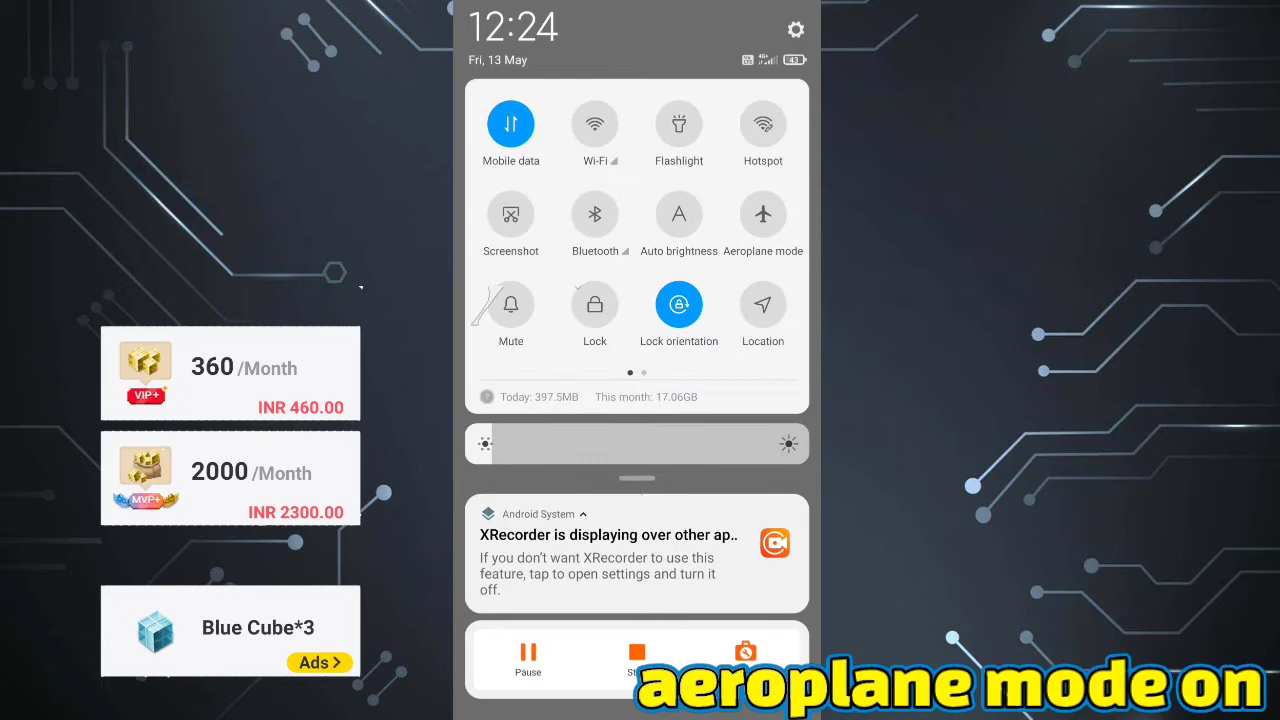 12:24
Fri, 13 May
4G+
43
Mobile data
Wi-Fi
Flashlight
Hotspot
Screenshot
Bluetooth
Auto brightness
Aeroplane mode
Mute
Lock
Lock orientation
Location
Today: 397.5MB This month: 17.06GB
Android System
XRecorder is displaying over other ap..
If you don't want XRecorder to use this
feature, tap to open settings and turn it
off.
Pause
360 /Month
VIP+
INR 460.00
2000 /Month
MVP+
INR 2300.00
Blue Cube*3
Ads >
aeroplane mode on